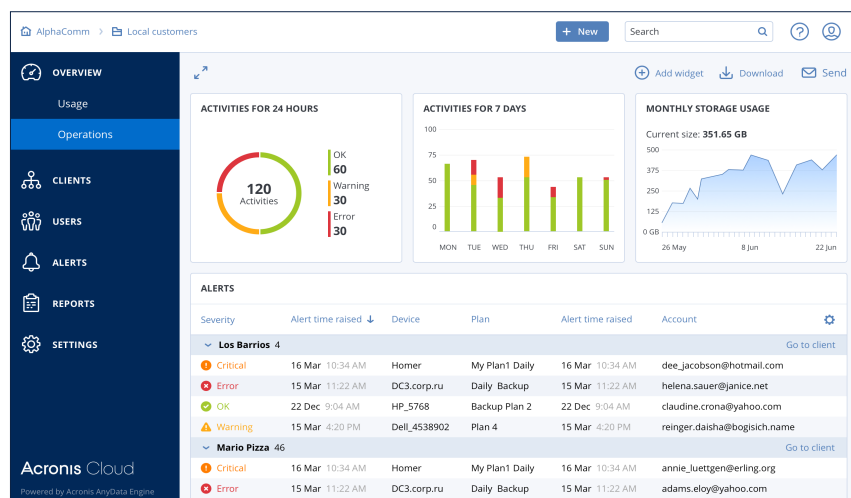 AlphaComm > Local customers
+ New
Search
?
OVERVIEW
Usage
Operations
CLIENTS
USERS
ALERTS
REPORTS
SETTINGS
Acronis Cloud
Powered by Acronis AnyData Engine
Add widget
Download
Send
ACTIVITIES FOR 24 HOURS
120
Activities
OK
60
Warning
30
Error
30
ACTIVITIES FOR 7 DAYS
100
75
50
25
0
MON TUE WED THU FRI SAT SUN
MONTHLY STORAGE USAGE
Current size: 351.65 GB
500
375
250
125
0 GB
26 May 8 Jun 22 Jun
ALERTS
Severity Alert time raised Device Plan Alert time raised Account
Los Barrios 4 Go to client
Critical 16 Mar 10:34 AM Homer My Plan1 Daily 16 Mar 10:34 AM dee_jacobson@hotmail.com
Error 15 Mar 11:22 AM DC3.corp.ru Daily Backup 15 Mar 11:22 AM helena.sauer@janice.net
OK 22 Dec 9:04 AM HP_5768 Backup Plan 2 22 Dec 9:04 AM claudine.crona@yahoo.com
Warning 15 Mar 4:20 PM Dell_4538902 Plan 4 15 Mar 4:20 PM reinger.daisha@bogisich.name
Mario Pizza 46 Go to client
Critical 16 Mar 10:34 AM Homer My Plan1 Daily 16 Mar 10:34 AM annie_luettgen@erling.org
Error 15 Mar 11:22 AM DC3.corp.ru Daily Backup 15 Mar 11:22 AM adams.eloy@yahoo.com